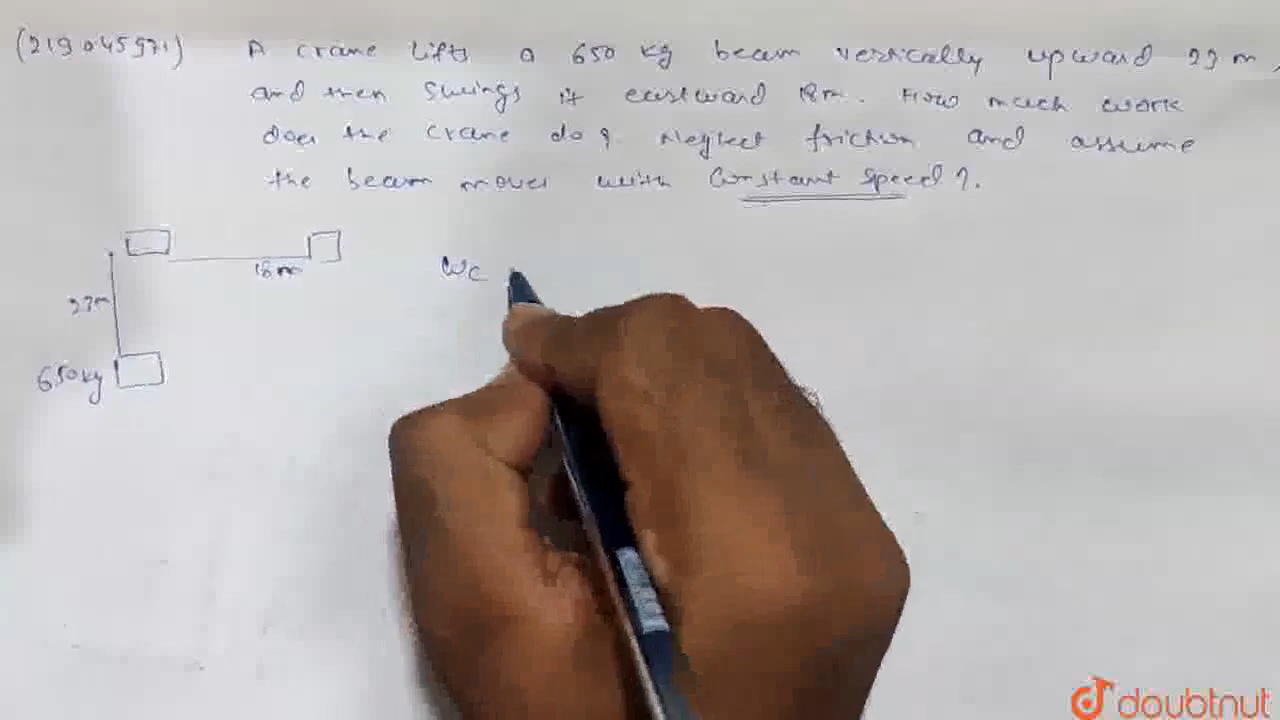 (219045971) A crane lifts a 650 kg beam vertically upward 23 m,
and then swings it eastward 18m. How much work
does the crane do ?. Neglect friction and assume
the beam moves with Constant speed ?.
18 m
Wc
23m
650kg
doubtnut